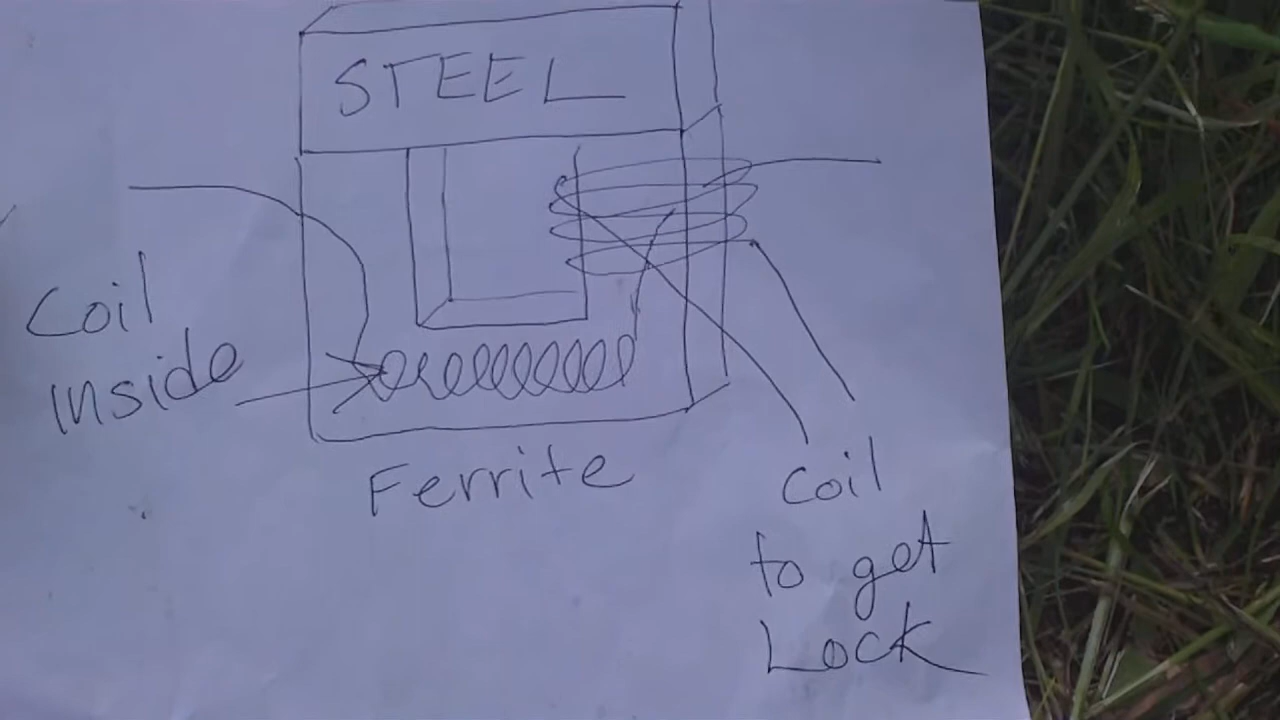 STEEL
Coil
Inside
Ferrite
Coil
to get
Lock